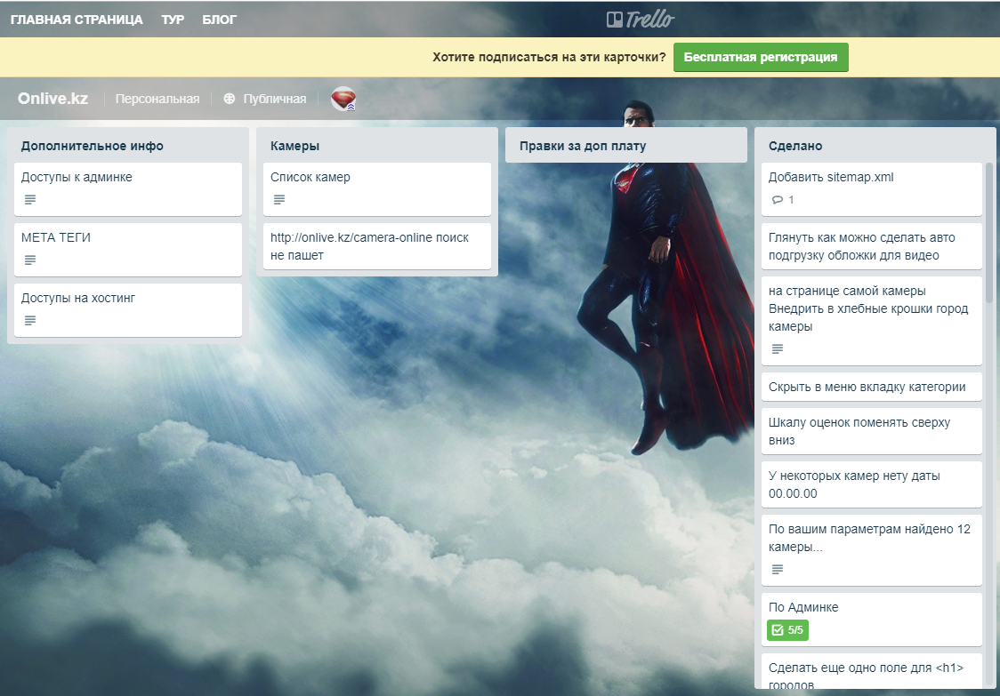 ГЛАВНАЯ СТРАНИЦА ТУР БЛОГ Trello
Хотите подписаться на эти карточки? Бесплатная регистрация
Onlive.kz Персональная Публичная
Дополнительное инфо
Доступы к админке
МЕТА ТЕГИ
Доступы на хостинг
Камеры
Список камер
http://onlive.kz/camera-online поиск
не пашет
Правки за доп плату
Сделано
Добавить sitemap.xml
1
Глянуть как можно сделать авто
подгрузку обложки для видео
на странице самой камеры
Внедрить в хлебные крошки город
камеры
Скрыть в меню вкладку категории
Шкалу оценок поменять сверху
вниз
У некоторых камер нету даты
00.00.00
По вашим параметрам найдено 12
камеры...
По Админке
5/5
Сделать еще одно поле для <h1>
городов